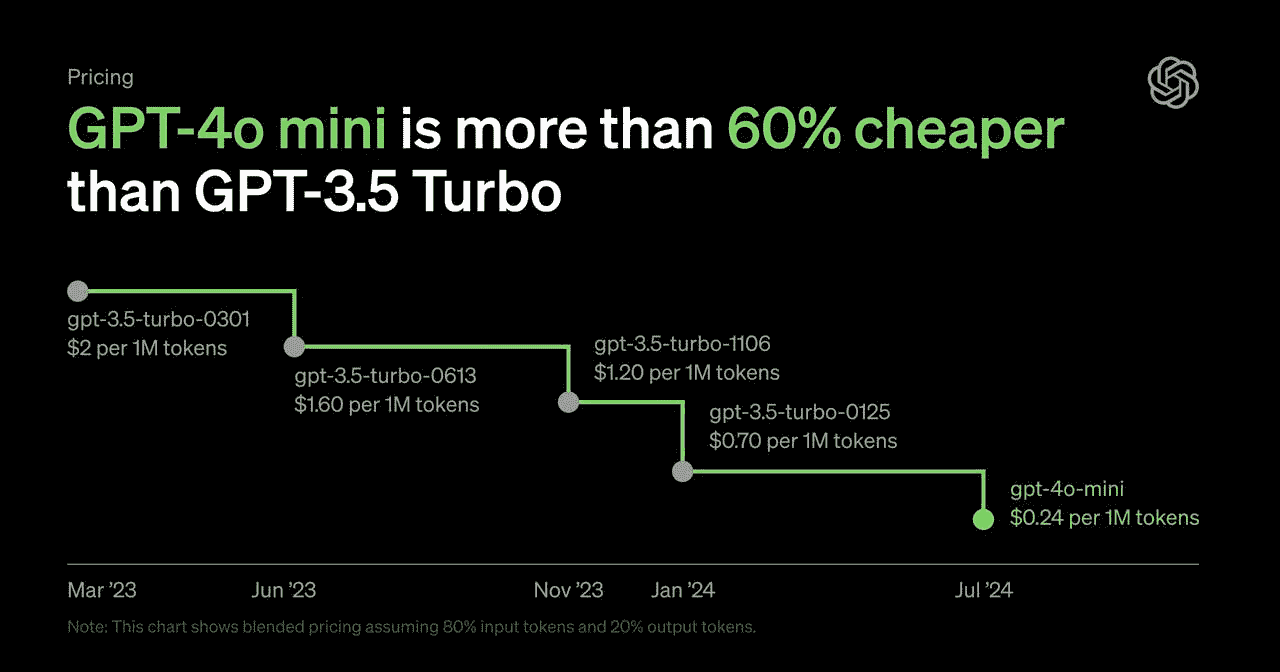 Pricing
GPT-4o mini is more than 60% cheaper
than GPT-3.5 Turbo
gpt-3.5-turbo-0301
$2 per 1M tokens
gpt-3.5-turbo-0613
$1.60 per 1M tokens
gpt-3.5-turbo-1106
$1.20 per 1M tokens
gpt-3.5-turbo-0125
$0.70 per 1M tokens
gpt-4o-mini
$0.24 per 1M tokens
Mar ’23 Jun ’23 Nov ’23 Jan ’24 Jul ’24
Note: This chart shows blended pricing assuming 80% input tokens and 20% output tokens.